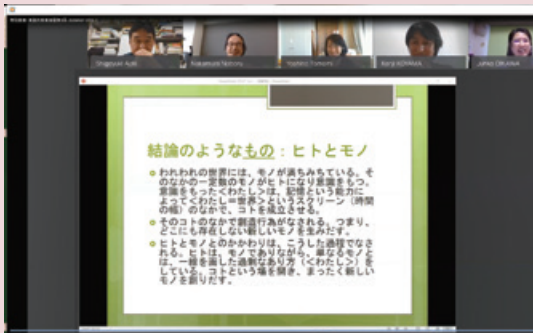 結論のようなもの：ヒトとモノ
われわれの世界には、モノが満ちみちている。そ
のなかの一定数のモノがヒトになり意識をもつ。
意識をもった<わたし>は、記憶という能力に
よって<わたし＝世界>というスクリーン（時間
の幅）のなかで、コトを成立させる。
そのコトのなかで創造行為がなされる。つまり、
どこにも存在しない新しいモノを生みだす。
ヒトとモノとのかかわりは、こうした過程でなさ
れる。ヒトは、モノでありながら、単なるモノと
は、一線を画した過剰なあり方（<わたし>）を
している。コトという場を開き、まったく新しい
モノを創りだす。